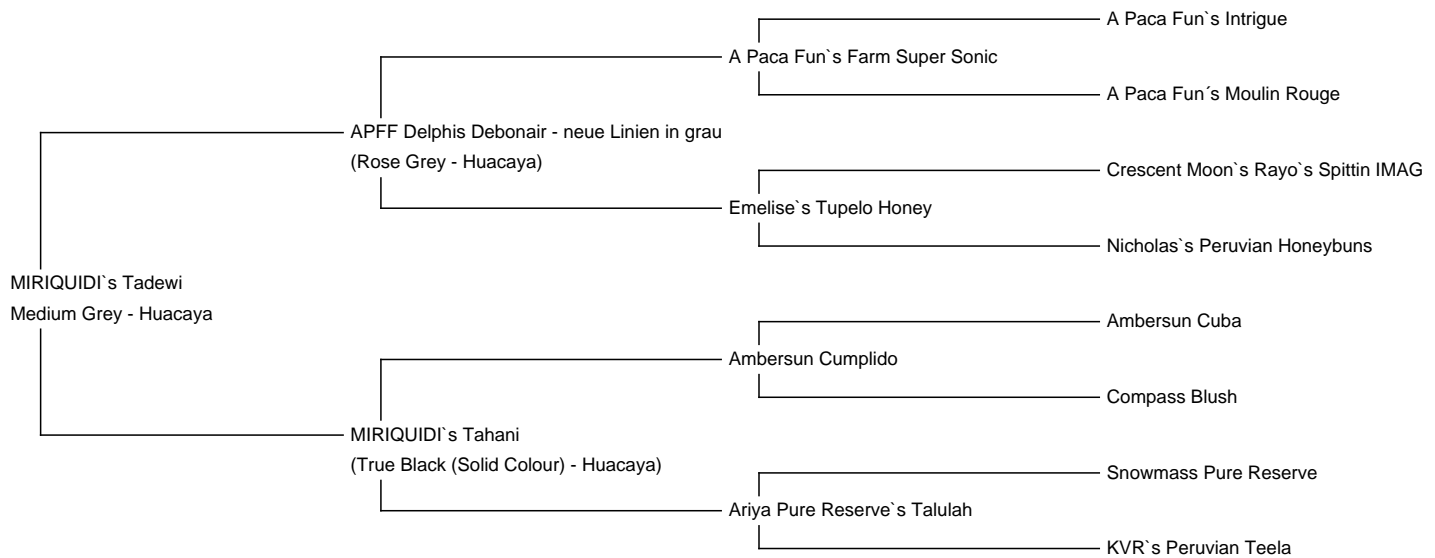 A Paca Fun`s Intrigue
A Paca Fun`s Farm Super Sonic
A Paca Fun´s Moulin Rouge
APFF Delphis Debonair - neue Linien in grau
(Rose Grey - Huacaya)
Crescent Moon`s Rayo`s Spittin IMAG
Emelise`s Tupelo Honey
Nicholas`s Peruvian Honeybuns
MIRIQUIDI`s Tadewi
Medium Grey - Huacaya
Ambersun Cuba
Ambersun Cumplido
Compass Blush
MIRIQUIDI`s Tahani
(True Black (Solid Colour) - Huacaya)
Snowmass Pure Reserve
Ariya Pure Reserve`s Talulah
KVR`s Peruvian Teela